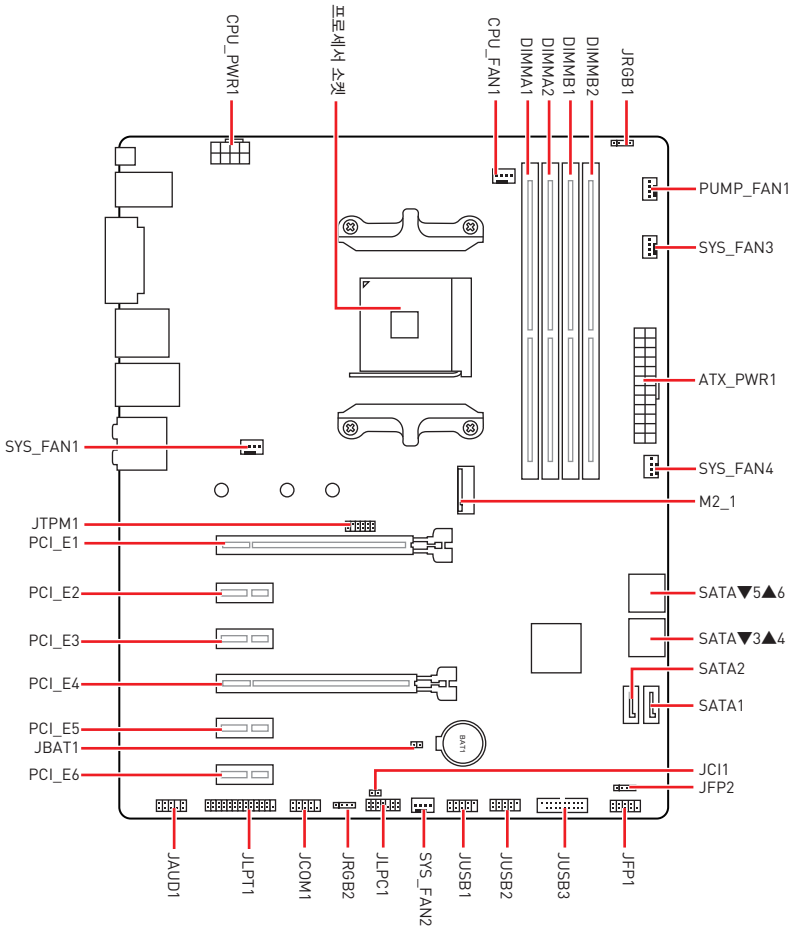 CPU_PWR1
프로세서 소켓
CPU_FAN1
DIMMA1
DIMMA2
DIMMB1
DIMMB2
JRGB1
PUMP_FAN1
SYS_FAN3
ATX_PWR1
SYS_FAN1
SYS_FAN4
M2_1
JTPM1
PCI_E1
PCI_E2
SATA▼5▲6
PCI_E3
SATA▼3▲4
SATA2
PCI_E4
SATA1
PCI_E5
JBAT1
BAT1
PCI_E6
JCI1
JFP2
JAUD1
JLPT1
JCOM1
JRGB2
JLPC1
SYS_FAN2
JUSB1
JUSB2
JUSB3
JFP1